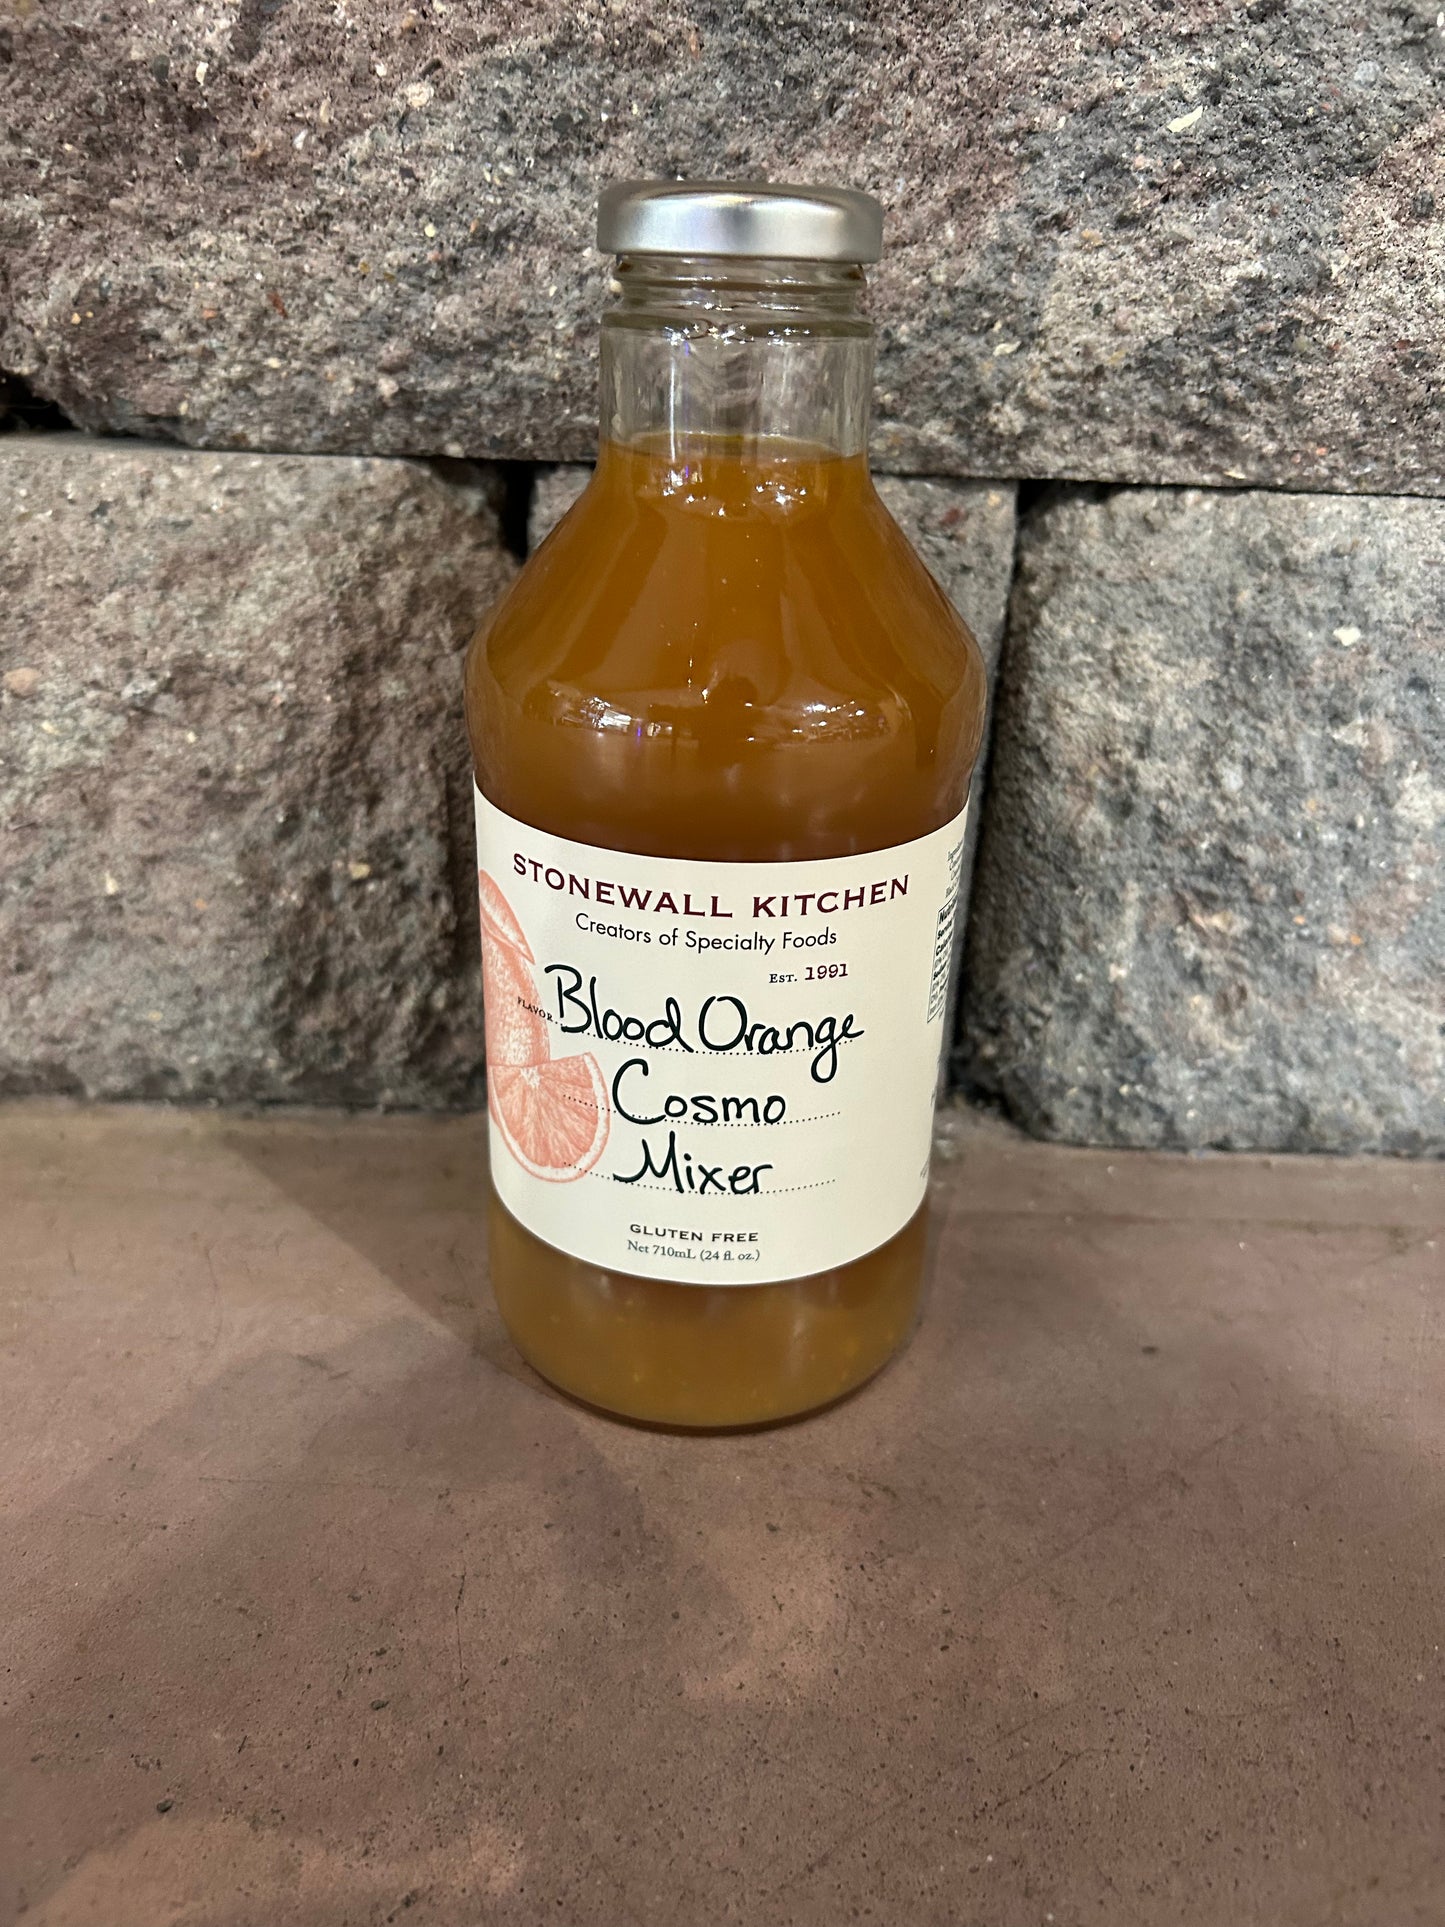 STONEWALL KITCHEN
Creators of Specialty Foods
EST. 1991
FLAVOR Blood Orange
Cosmo
Mixer
GLUTEN FREE
Net 710mL (24 fl. oz.)